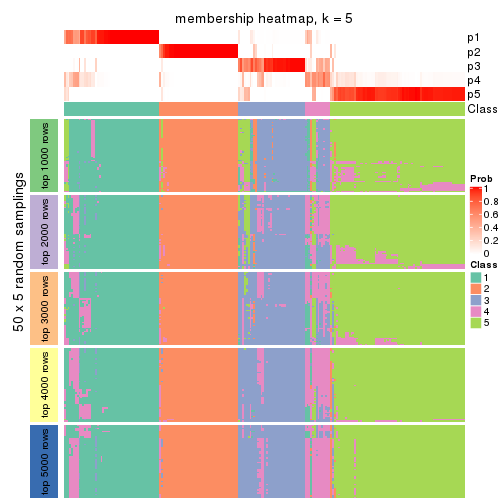 membership heatmap, k = 5
p1
p2
p3
p4
p5
Class
50 x 5 random samplings
top 1000 rows
top 2000 rows
top 3000 rows
top 4000 rows
top 5000 rows
Prob
1
0.8
0.6
0.4
0.2
0
Class
1
2
3
4
5